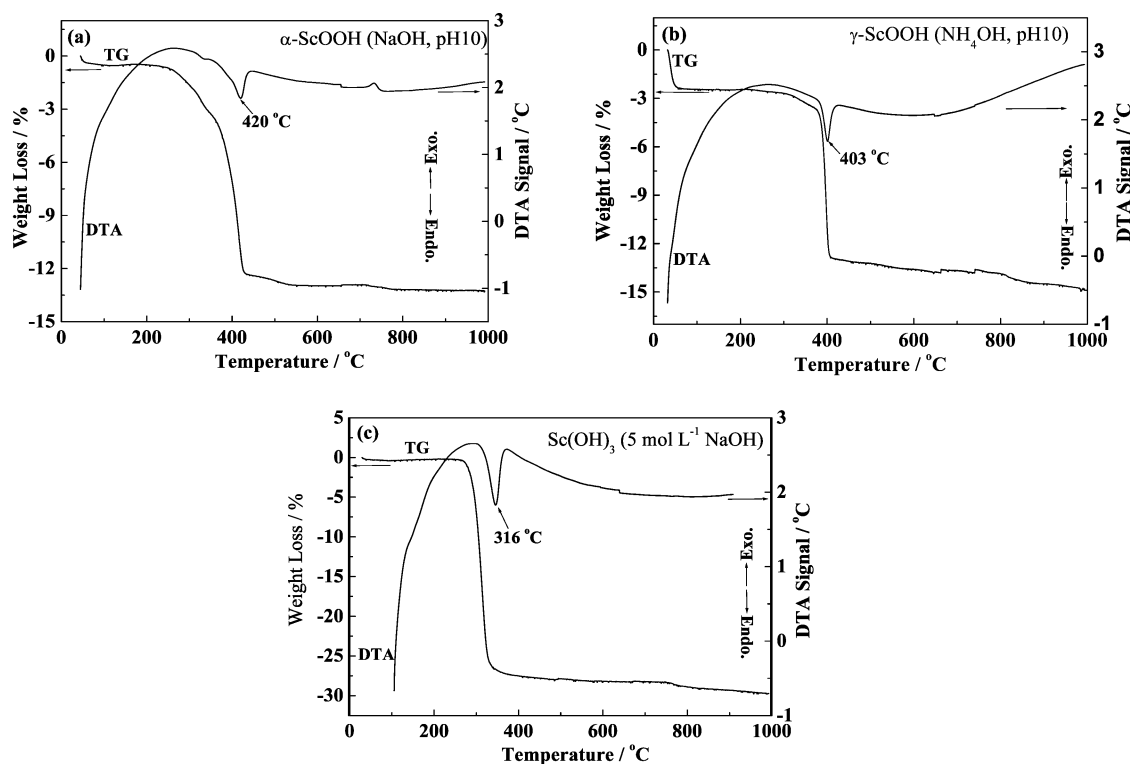 (a)
α-ScOOH (NaOH, pH10)
TG
DTA
420 °C
Exo.
Endo.
Weight Loss / %
0
-3
-6
-9
-12
-15
DTA Signal / °C
3
2
1
0
-1
0 200 400 600 800 1000
Temperature / °C
(b)
γ-ScOOH (NH₄OH, pH10)
TG
DTA
403 °C
Exo.
Endo.
Weight Loss / %
0
-3
-6
-9
-12
-15
DTA Signal / °C
3
2
1
0
-1
0 200 400 600 800 1000
Temperature / °C
(c)
Sc(OH)₃ (5 mol L⁻¹ NaOH)
TG
DTA
316 °C
Exo.
Endo.
Weight Loss / %
5
0
-5
-10
-15
-20
-25
-30
DTA Signal / °C
3
2
1
0
-1
0 200 400 600 800 1000
Temperature / °C